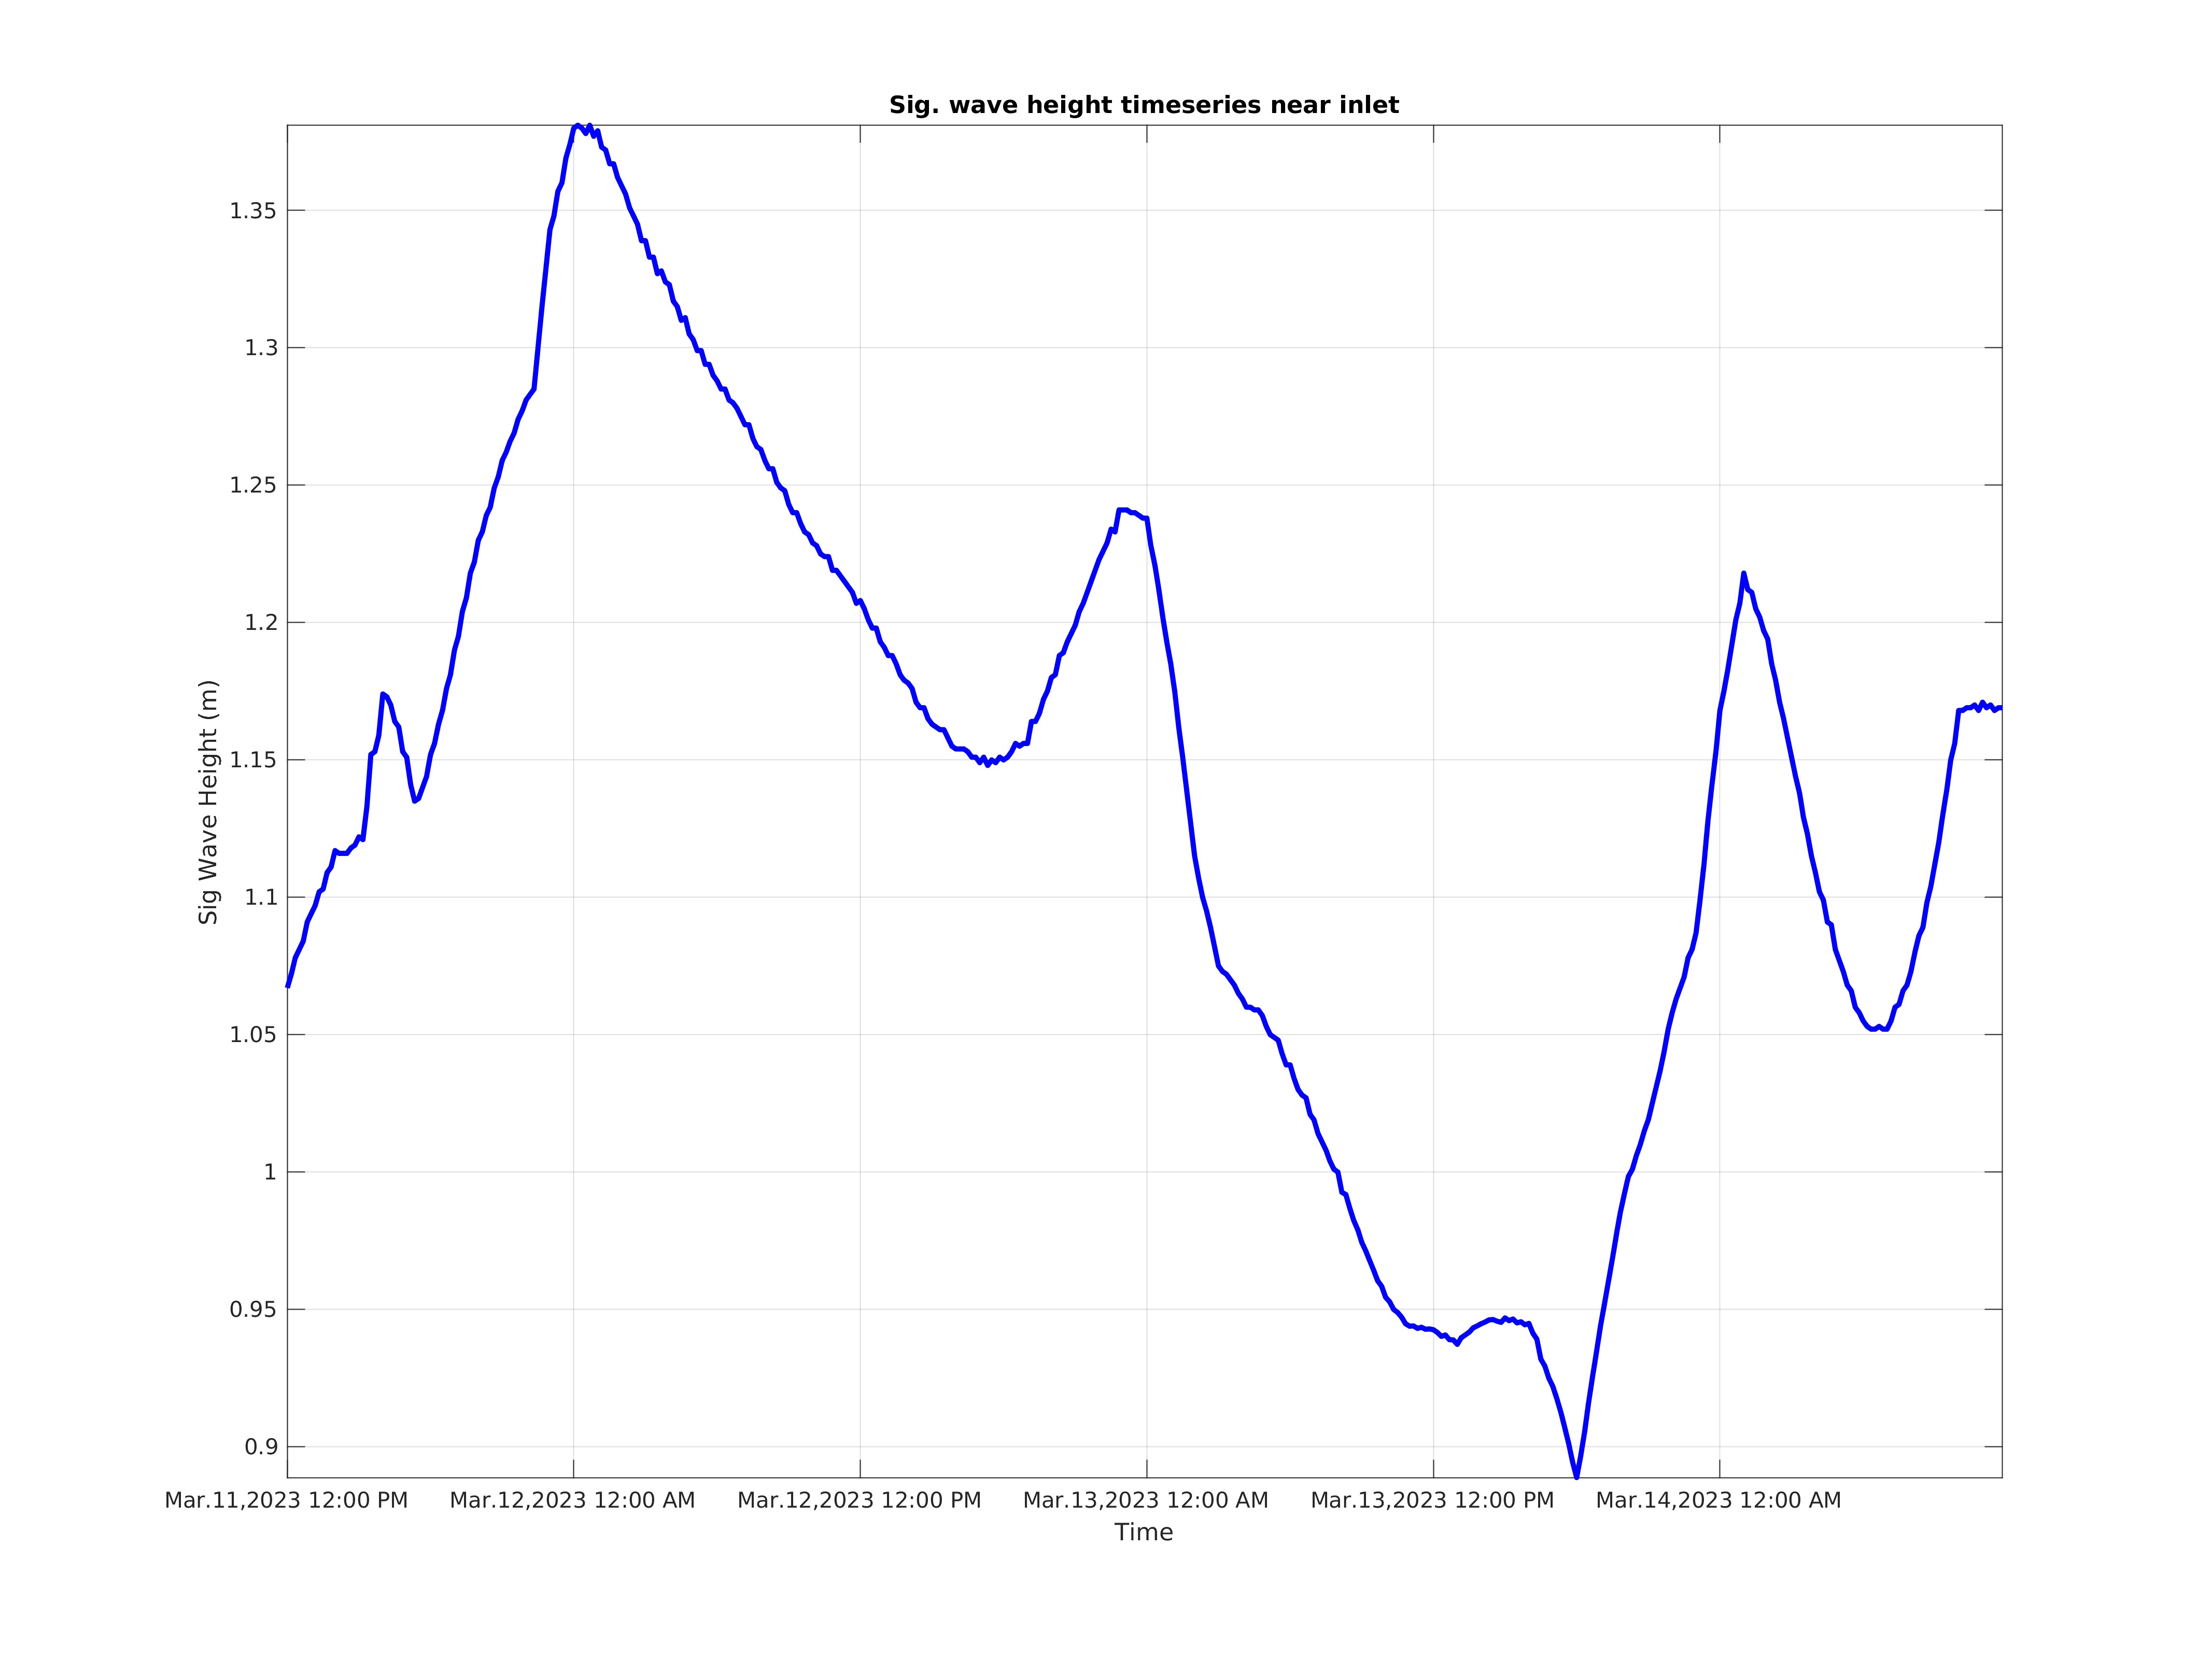 Sig. wave height timeseries near inlet
1.35
1.3
1.25
1.2
1.15
1.1
1.05
1
0.95
0.9
Sig Wave Height (m)
Mar.11,2023 12:00 PM
Mar.12,2023 12:00 AM
Mar.12,2023 12:00 PM
Mar.13,2023 12:00 AM
Mar.13,2023 12:00 PM
Mar.14,2023 12:00 AM
Time